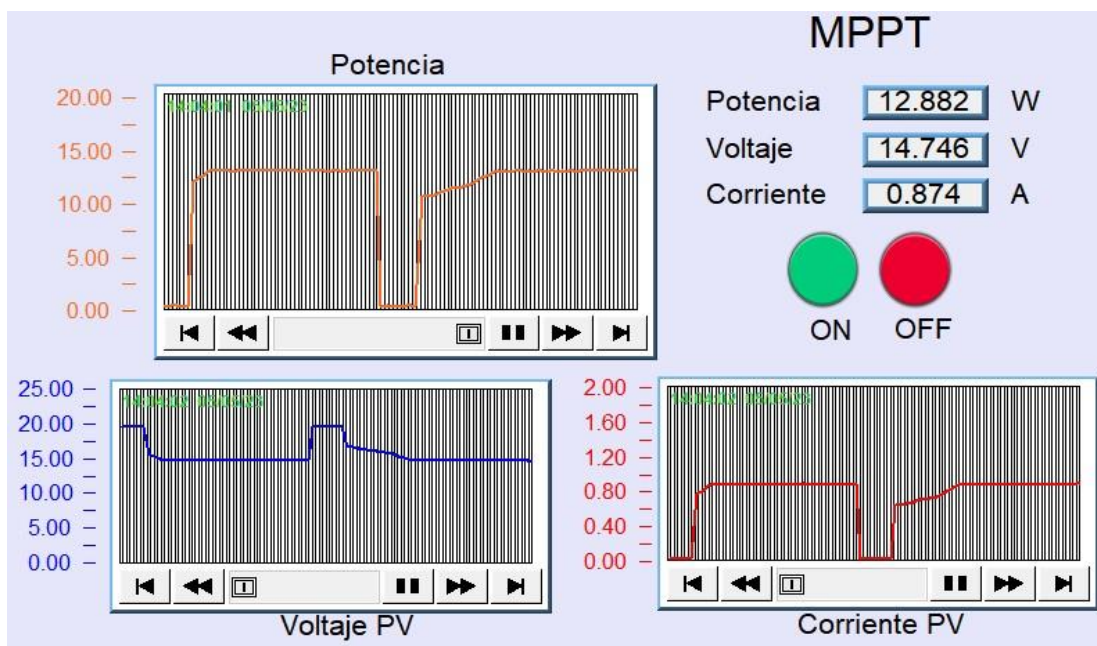 MPPT
Potencia
20.00
15.00
10.00
5.00
0.00
Potencia 12.882 W
Voltaje 14.746 V
Corriente 0.874 A
ON OFF
25.00
20.00
15.00
10.00
5.00
0.00
Voltaje PV
2.00
1.60
1.20
0.80
0.40
0.00
Corriente PV